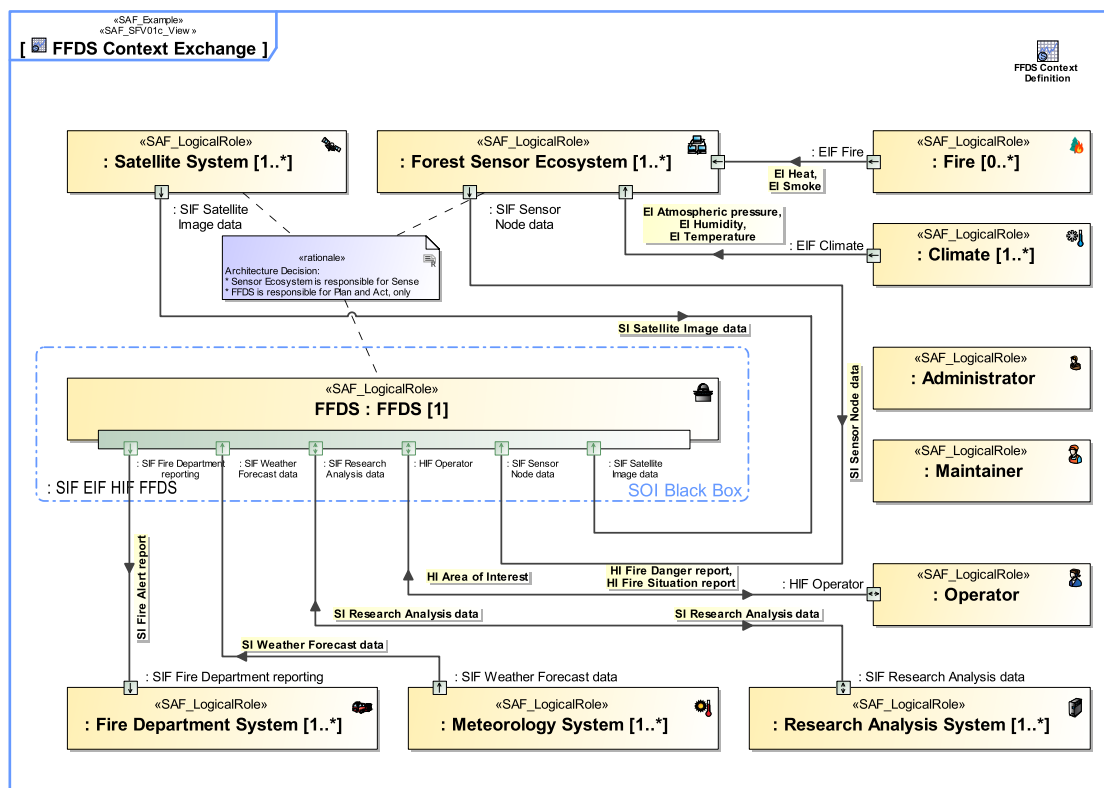 «SAF_Example»
«SAF_SFV01c_View»
[ FFDS Context Exchange ]
FFDS Context
Definition
«SAF_LogicalRole»
: Satellite System [1..*]
«SAF_LogicalRole»
: Forest Sensor Ecosystem [1..*]
: EIF Fire
«SAF_LogicalRole»
: Fire [0..*]
EI Heat,
EI Smoke
: SIF Satellite
Image data
: SIF Sensor
Node data
EI Atmospheric pressure,
EI Humidity,
EI Temperature
: EIF Climate
«SAF_LogicalRole»
: Climate [1..*]
«rationale»
Architecture Decision:
* Sensor Ecosystem is responsible for Sense
* FFDS is responsible for Plan and Act, only
SI Satellite Image data
SI Sensor Node data
«SAF_LogicalRole»
: Administrator
«SAF_LogicalRole»
FFDS : FFDS [1]
«SAF_LogicalRole»
: Maintainer
: SIF Fire Department
reporting
: SIF Weather
Forecast data
: SIF Research
Analysis data
: HIF Operator
: SIF Sensor
Node data
: SIF Satellite
Image data
: SIF EIF HIF FFDS
SOI Black Box
SI Fire Alert report
HI Area of Interest
HI Fire Danger report,
HI Fire Situation report
: HIF Operator
«SAF_LogicalRole»
: Operator
SI Research Analysis data
SI Research Analysis data
SI Weather Forecast data
: SIF Fire Department reporting
: SIF Weather Forecast data
: SIF Research Analysis data
«SAF_LogicalRole»
: Fire Department System [1..*]
«SAF_LogicalRole»
: Meteorology System [1..*]
«SAF_LogicalRole»
: Research Analysis System [1..*]